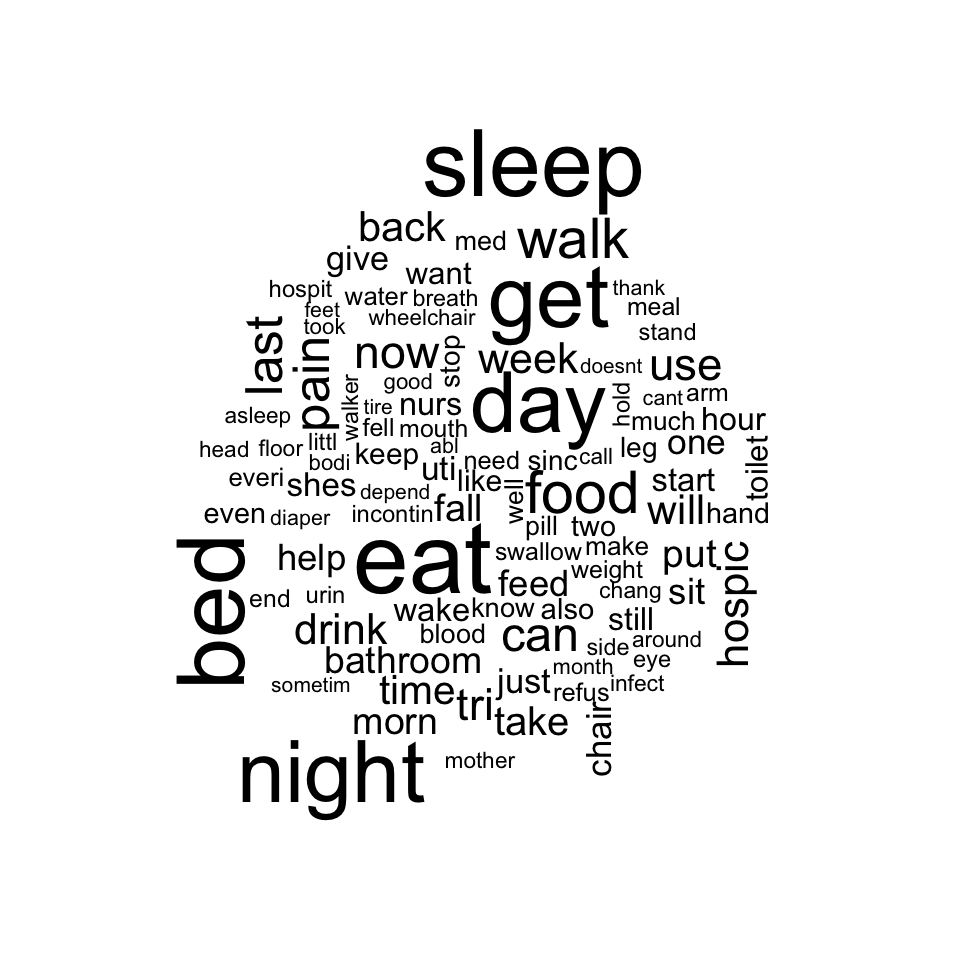 sleep
back
med
walk
give
want
get
hospit
water
breath
thank
feet
meal
took
wheelchair
stand
last
pain
now
stop
week
doesnt
use
good
walker
tire
nurs
day
hold
cant
arm
asleep
fell
mouth
much
hour
head
floor
littl
abl
leg
one
bodi
keep
uti
need
sinc
call
toilet
everi
shes
depend
like
well
food
start
even
diaper
incontin
fall
will
hand
pill
two
bed
help
eat
swallow
make
put
hospic
feed
weight
end
urin
chang
sit
wake
know
also
drink
blood
can
still
side
around
bathroom
month
eye
sometim
time
just
refus
infect
tri
morn
take
chair
night
mother